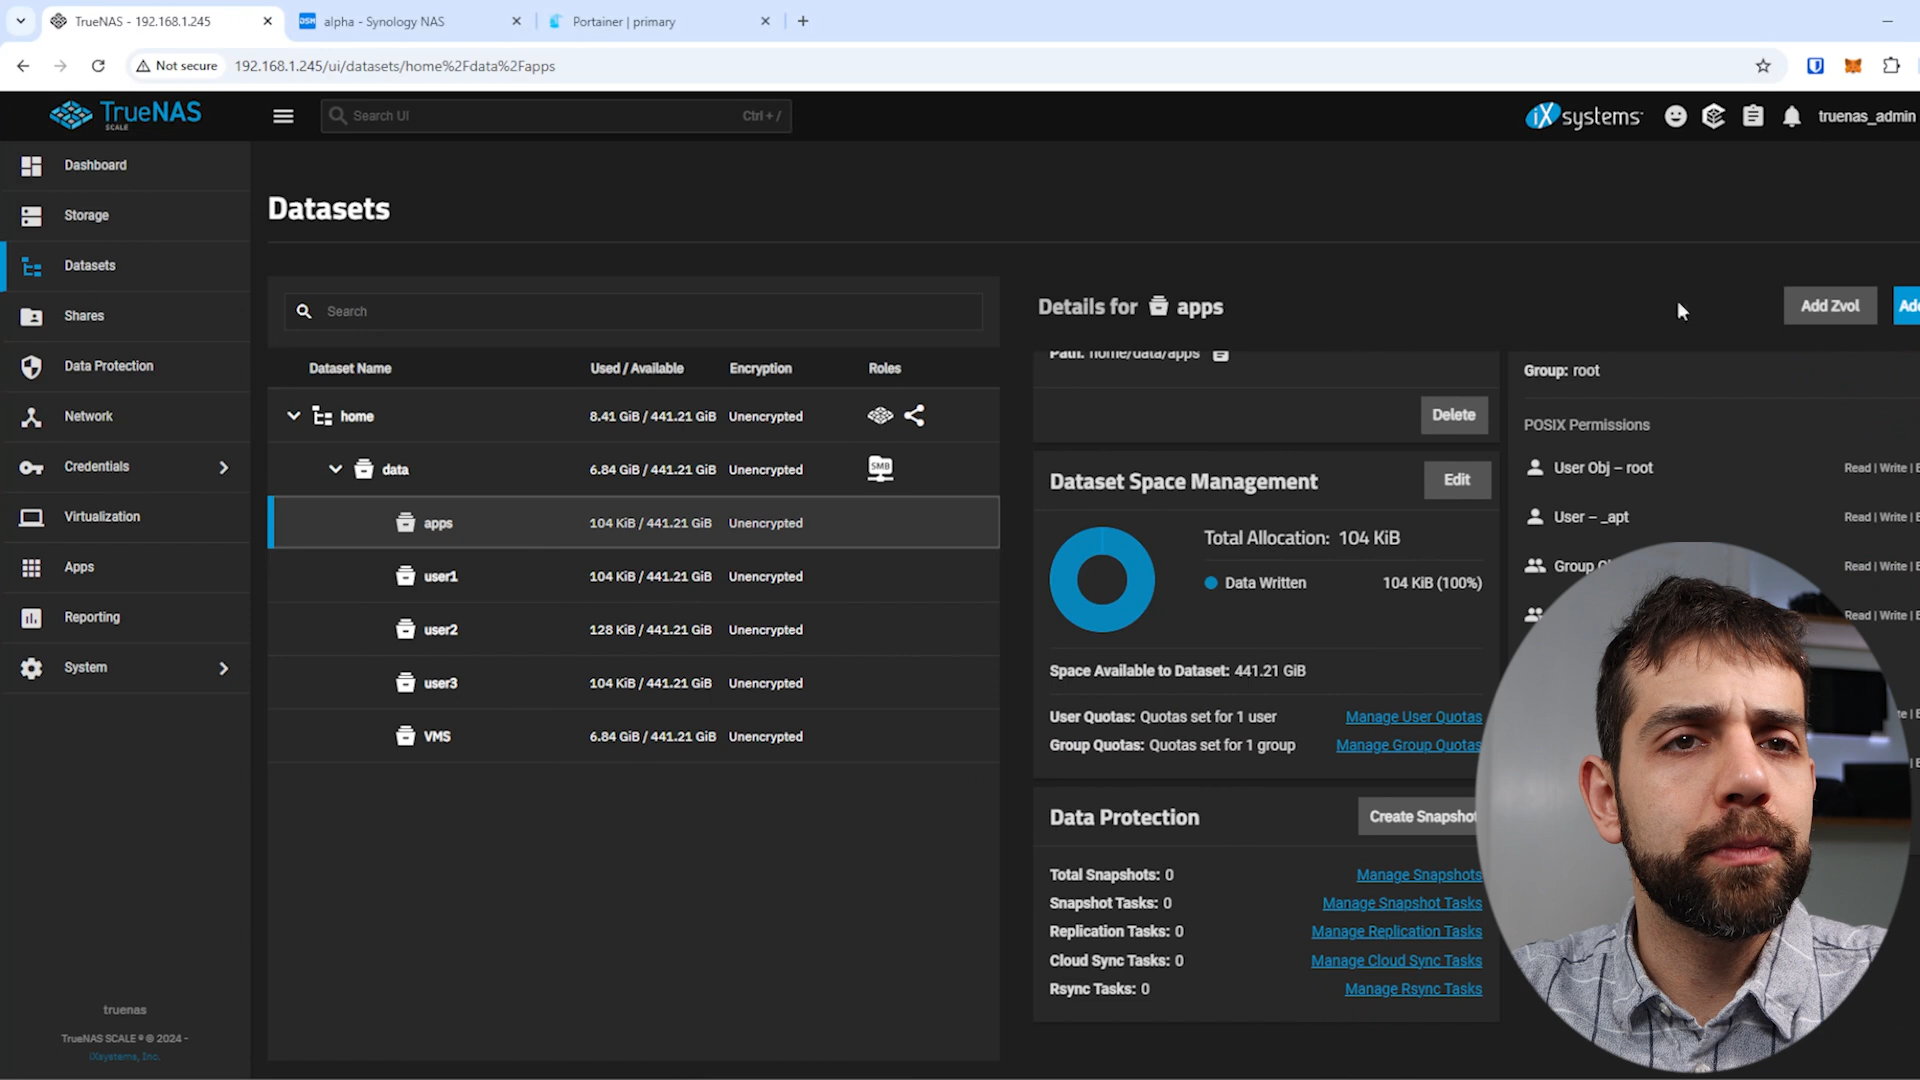 TrueNAS - 192.168.1.245
alpha - Synology NAS
Portainer | primary
Not secure
192.168.1.245/ui/datasets/home%2Fdata%2Fapps
TrueNAS
SCALE
Search UI
Ctrl + /
iXsystems
truenas_admin
Dashboard
Storage
Datasets
Shares
Data Protection
Network
Credentials
Virtualization
Apps
Reporting
System
truenas
TrueNAS SCALE ® © 2024 -
iXsystems, Inc.
Datasets
Search
Dataset Name Used / Available Encryption Roles
home 8.41 GiB / 441.21 GiB Unencrypted
data 6.84 GiB / 441.21 GiB Unencrypted SMB
apps 104 KiB / 441.21 GiB Unencrypted
user1 104 KiB / 441.21 GiB Unencrypted
user2 128 KiB / 441.21 GiB Unencrypted
user3 104 KiB / 441.21 GiB Unencrypted
VMS 6.84 GiB / 441.21 GiB Unencrypted
Details for apps
Add Zvol
Path: home/data/apps
Delete
Dataset Space Management
Edit
Total Allocation: 104 KiB
Data Written 104 KiB (100%)
Space Available to Dataset: 441.21 GiB
User Quotas: Quotas set for 1 user Manage User Quotas
Group Quotas: Quotas set for 1 group Manage Group Quotas
Data Protection
Create Snapshot
Total Snapshots: 0 Manage Snapshots
Snapshot Tasks: 0 Manage Snapshot Tasks
Replication Tasks: 0 Manage Replication Tasks
Cloud Sync Tasks: 0 Manage Cloud Sync Tasks
Rsync Tasks: 0 Manage Rsync Tasks
Group: root
POSIX Permissions
User Obj – root Read | Write |
User – _apt Read | Write |
Group Read | Write |
Read | Write |